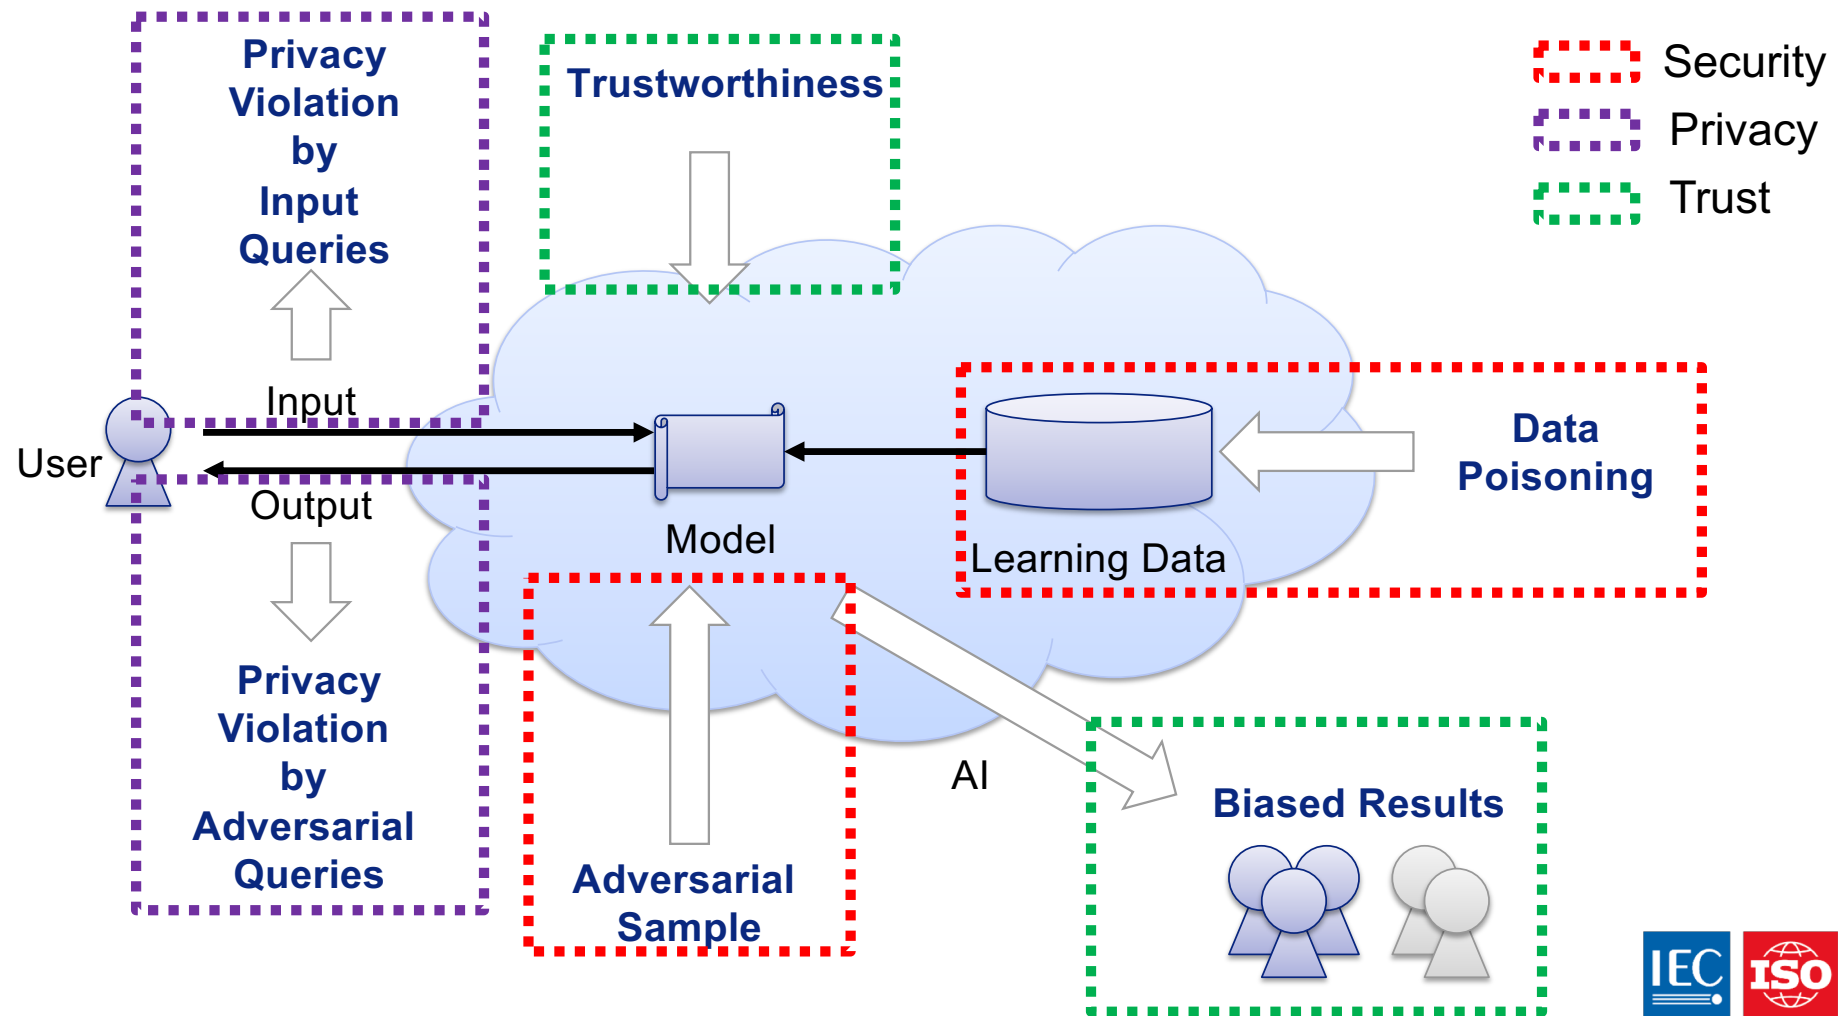 Privacy
Violation
by
Input
Queries
Trustworthiness
Security
Privacy
Trust
Input
User
Output
Model
Learning Data
Data
Poisoning
Privacy
Violation
by
Adversarial
Queries
Adversarial
Sample
AI
Biased Results
IEC
ISO